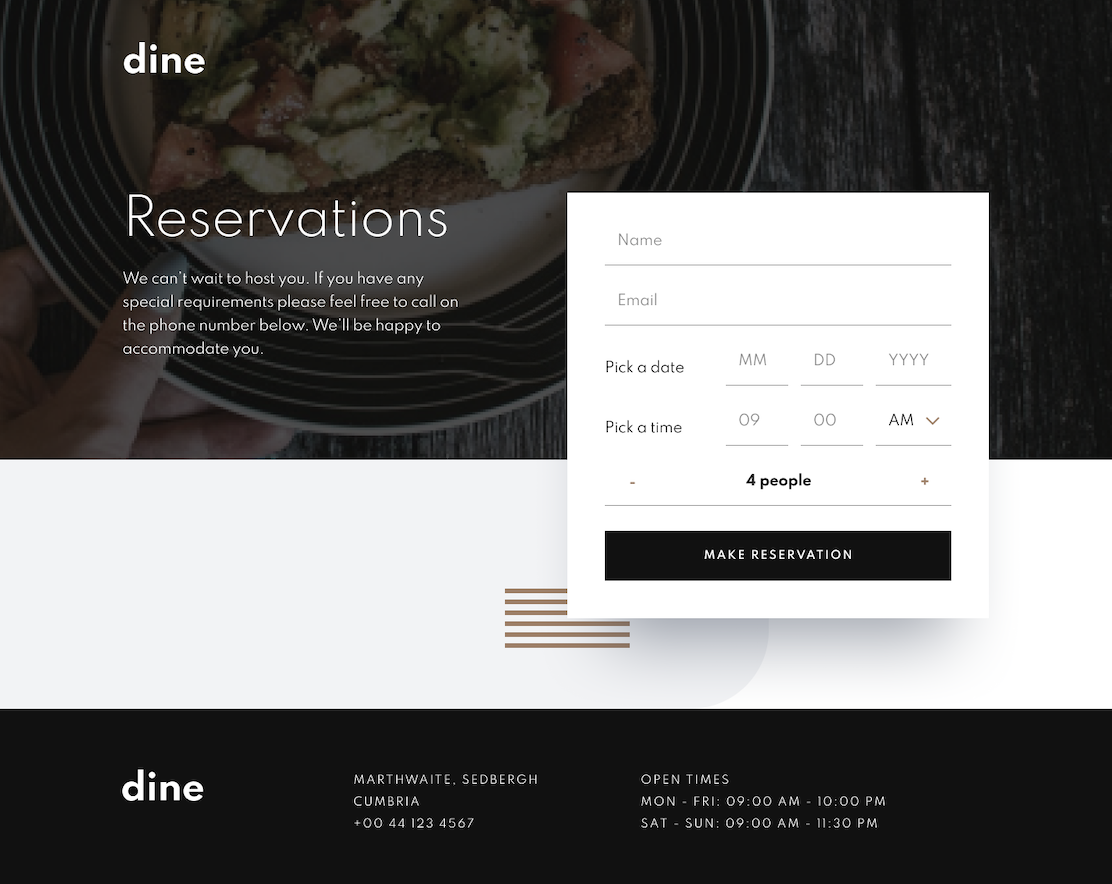 dine
Reservations
We can’t wait to host you. If you have any
special requirements please feel free to call on
the phone number below. We’ll be happy to
accommodate you.
Name
Email
Pick a date MM DD YYYY
Pick a time 09 00 AM
- 4 people +
MAKE RESERVATION
dine
MARTHWAITE, SEDBERGH
CUMBRIA
+00 44 123 4567
OPEN TIMES
MON - FRI: 09:00 AM - 10:00 PM
SAT - SUN: 09:00 AM - 11:30 PM